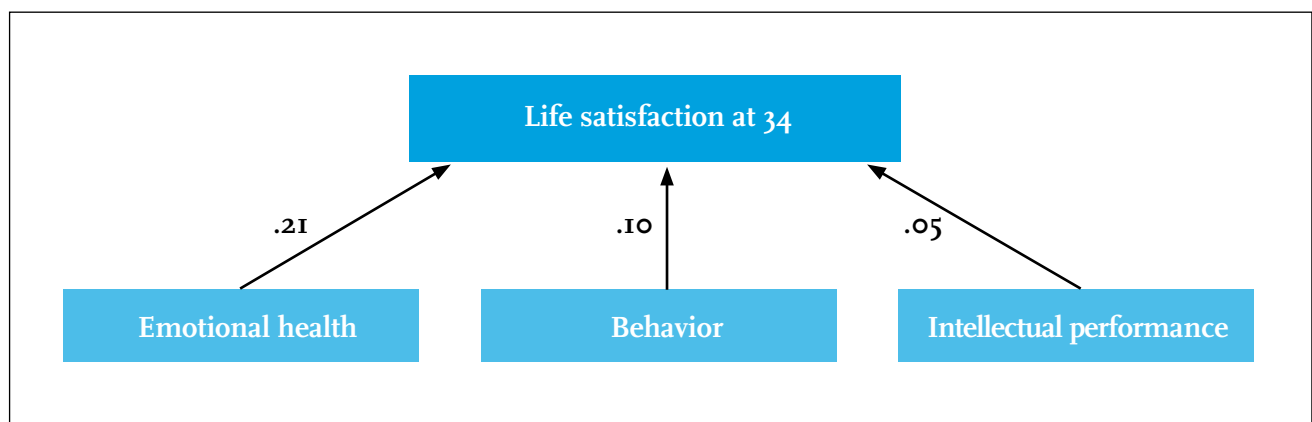 Life satisfaction at 34
.21
.10
.05
Emotional health
Behavior
Intellectual performance